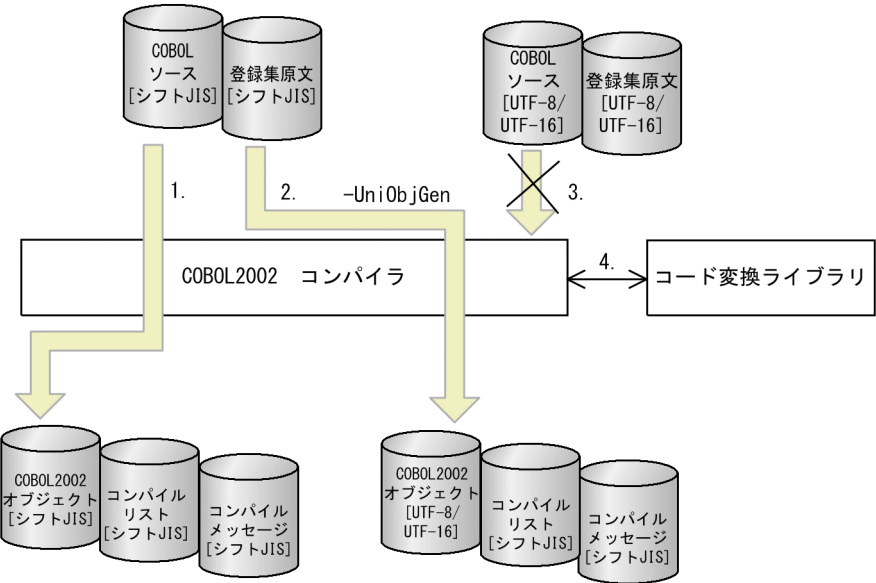 COBOL
ソース
[シフトJIS]
登録集原文
[シフトJIS]
COBOL
ソース
[UTF-8/
UTF-16]
登録集原文
[UTF-8/
UTF-16]
1.
2.
-UniObjGen
3.
COBOL2002 コンパイラ
4.
コード変換ライブラリ
COBOL2002
オブジェクト
[シフトJIS]
コンパイル
リスト
[シフトJIS]
コンパイル
メッセージ
[シフトJIS]
COBOL2002
オブジェクト
[UTF-8/
UTF-16]
コンパイル
リスト
[シフトJIS]
コンパイル
メッセージ
[シフトJIS]